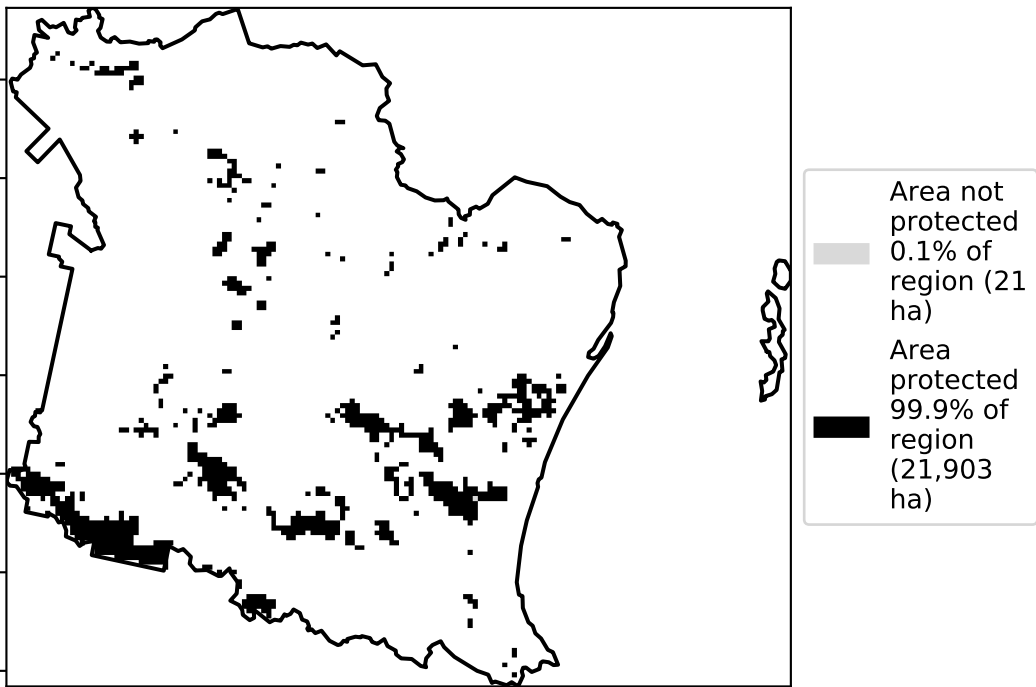 Area not
protected
0.1% of
region (21
ha)
Area
protected
99.9% of
region
(21,903
ha)